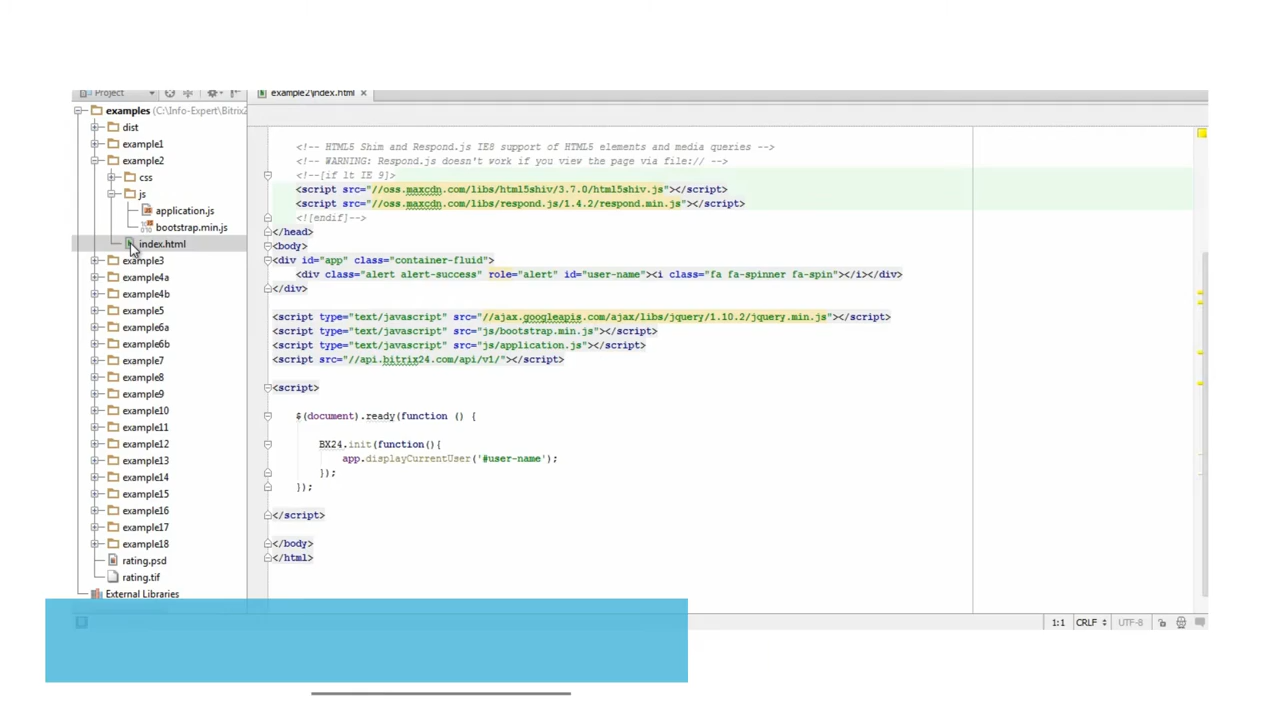 Project
example2\index.html
examples (C:\Info-Expert\Bitrix2
dist
example1
example2
css
js
application.js
bootstrap.min.js
index.html
example3
example4a
example4b
example5
example6a
example6b
example7
example8
example9
example10
example11
example12
example13
example14
example15
example16
example17
example18
rating.psd
rating.tif
External Libraries
<!-- HTML5 Shim and Respond.js IE8 support of HTML5 elements and media queries -->
<!-- WARNING: Respond.js doesn't work if you view the page via file:// -->
<!--[if lt IE 9]>
<script src="//oss.maxcdn.com/libs/html5shiv/3.7.0/html5shiv.js"></script>
<script src="//oss.maxcdn.com/libs/respond.js/1.4.2/respond.min.js"></script>
<![endif]-->
</head>
<body>
<div id="app" class="container-fluid">
<div class="alert alert-success" role="alert" id="user-name"><i class="fa fa-spinner fa-spin"></i></div>
</div>
<script type="text/javascript" src="//ajax.googleapis.com/ajax/libs/jquery/1.10.2/jquery.min.js"></script>
<script type="text/javascript" src="js/bootstrap.min.js"></script>
<script type="text/javascript" src="js/application.js"></script>
<script src="//api.bitrix24.com/api/v1/"></script>
<script>
$(document).ready(function () {
BX24.init(function(){
app.displayCurrentUser('#user-name');
});
});
</script>
</body>
</html>
1:1 CRLF UTF-8